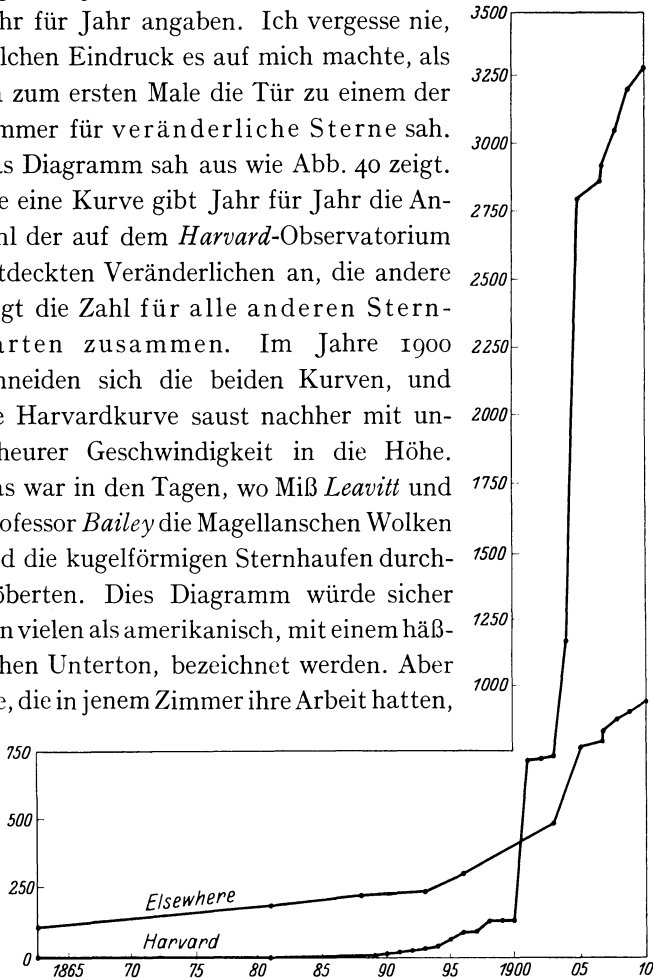 hr für Jahr angaben. Ich vergesse nie,
lchen Eindruck es auf mich machte, als
zum ersten Male die Tür zu einem der
mmer für veränderliche Sterne sah.
as Diagramm sah aus wie Abb. 40 zeigt.
e eine Kurve gibt Jahr für Jahr die An-
hl der auf dem Harvard-Observatorium
tdeckten Veränderlichen an, die andere
gt die Zahl für alle anderen Stern-
arten zusammen. Im Jahre 1900
hneiden sich die beiden Kurven, und
e Harvardkurve saust nachher mit un-
heurer Geschwindigkeit in die Höhe.
as war in den Tagen, wo Miß Leavitt und
ofessor Bailey die Magellanschen Wolken
d die kugelförmigen Sternhaufen durch-
öberten. Dies Diagramm würde sicher
n vielen als amerikanisch, mit einem häß-
chen Unterton, bezeichnet werden. Aber
e, die in jenem Zimmer ihre Arbeit hatten,
3500
3250
3000
2750
2500
2250
2000
1750
1500
1250
1000
750
500
250
0
Elsewhere
Harvard
1865 70 75 80 85 90 95 1900 05 10